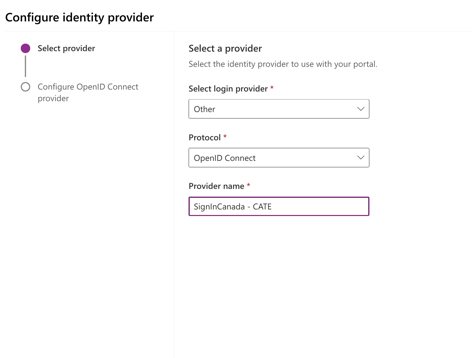 Configure identity provider
Select provider
Configure OpenID Connect
provider
Select a provider
Select the identity provider to use with your portal.
Select login provider *
Other
Protocol *
OpenID Connect
Provider name *
SignInCanada - CATE